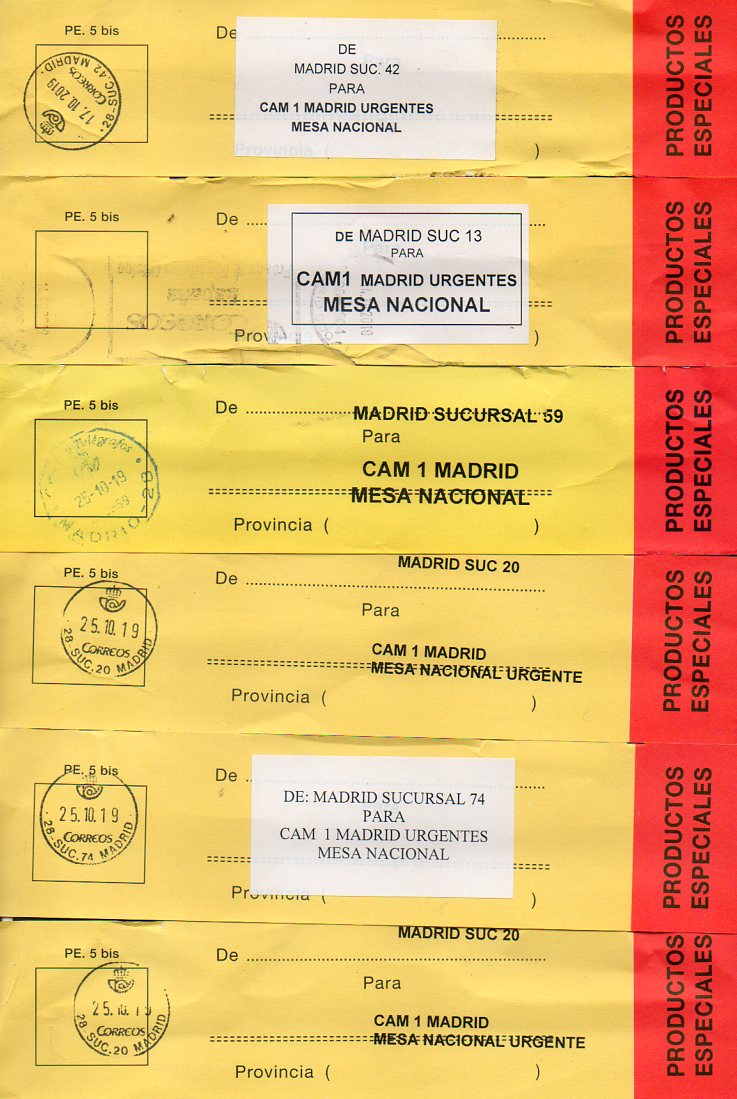 PE. 5 bis
De
DE
MADRID SUC. 42
PARA
CAM 1 MADRID URGENTES
MESA NACIONAL
Provincia ( )
28-SUC. 42 MADRID.
CORREOS
17.10.2019
PRODUCTOS
ESPECIALES
PE. 5 bis
De
DE MADRID SUC 13
PARA
CAM1 MADRID URGENTES
MESA NACIONAL
Prov )
CORREOS
PRODUCTOS
ESPECIALES
PE. 5 bis
De MADRID SUCURSAL 59
Para
CAM 1 MADRID
MESA NACIONAL
Provincia ( )
Telégrafos
25-10-19
MADRID-28
PRODUCTOS
ESPECIALES
PE. 5 bis
MADRID SUC 20
De
Para
CAM 1 MADRID
MESA NACIONAL URGENTE
Provincia ( )
25.10.19
CORREOS
28-SUC.20 MADRID
PRODUCTOS
ESPECIALES
PE. 5 bis
De
DE: MADRID SUCURSAL 74
PARA
CAM 1 MADRID URGENTES
MESA NACIONAL
Provincia ( )
25.10.19
CORREOS
28-SUC.74 MADRID
PRODUCTOS
ESPECIALES
MADRID SUC 20
PE. 5 bis
De
Para
CAM 1 MADRID
MESA NACIONAL URGENTE
Provincia ( )
25.10.1
CORREOS
28-SUC.20 MADRID
PRODUCTOS
ESPECIALES